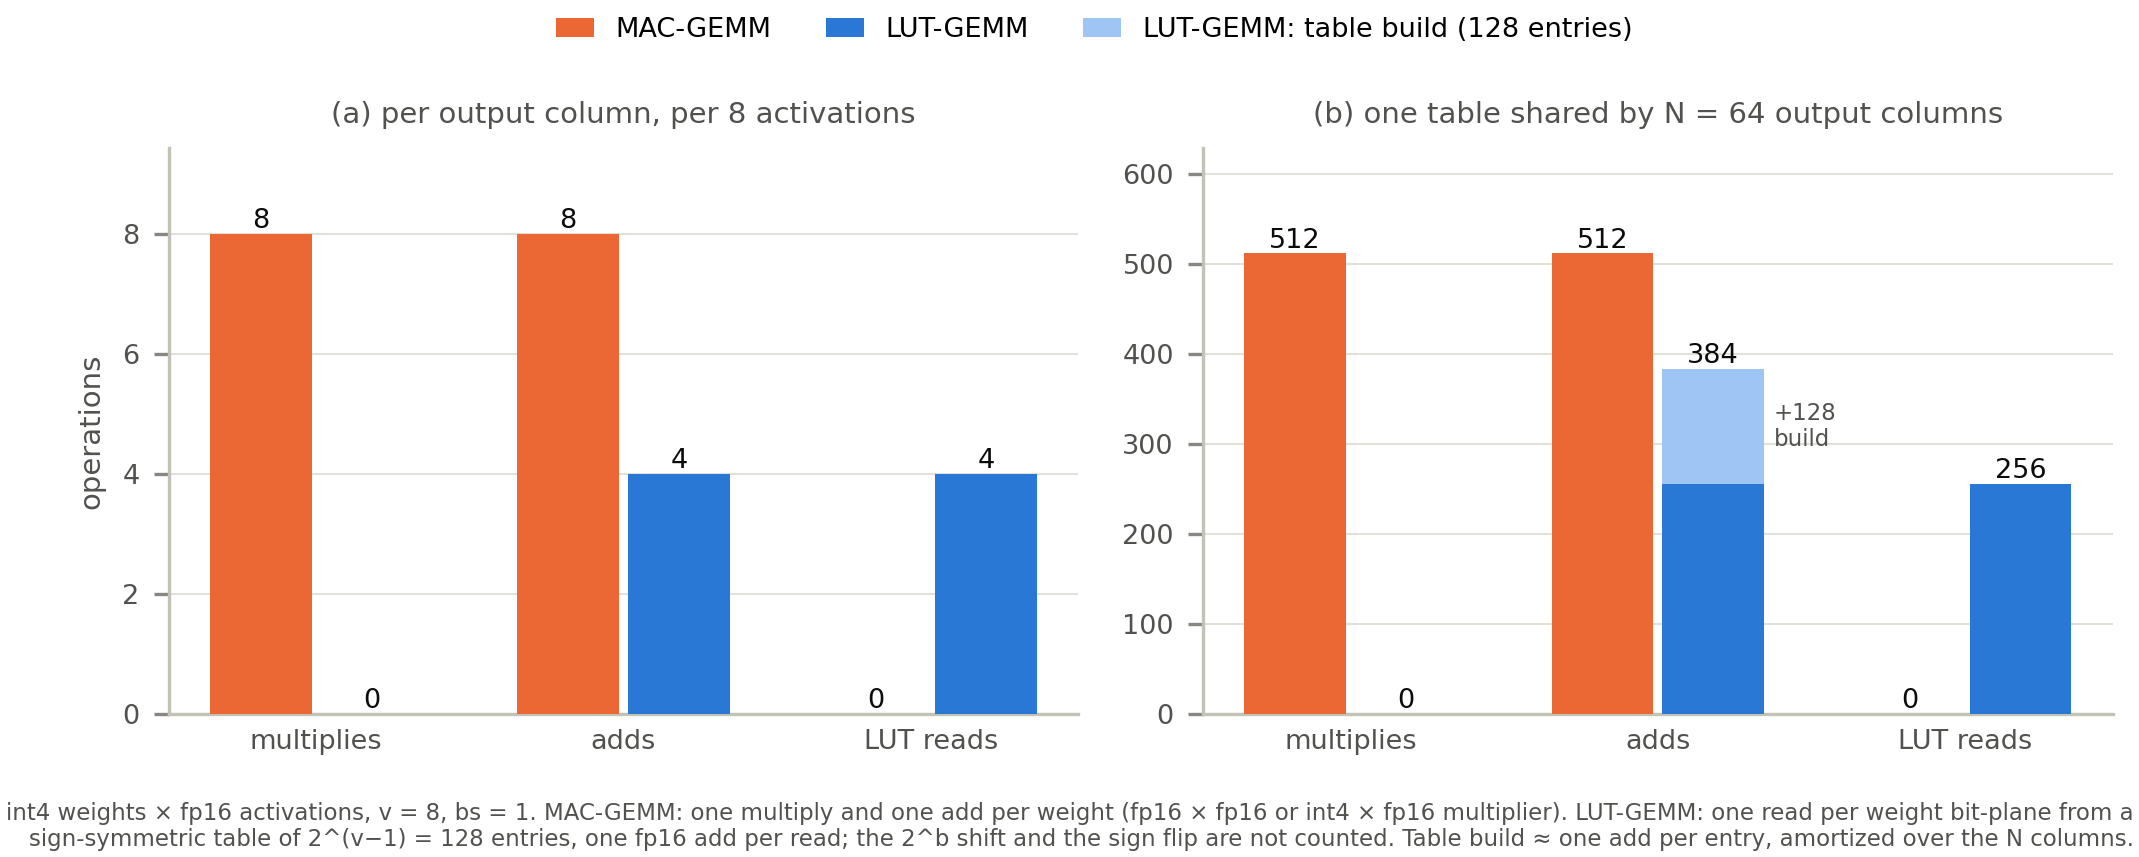 MAC-GEMM
LUT-GEMM
LUT-GEMM: table build (128 entries)
(a) per output column, per 8 activations
operations
8
6
4
2
0
8
0
8
4
0
4
multiplies
adds
LUT reads
(b) one table shared by N = 64 output columns
600
500
400
300
200
100
0
512
0
512
384
+128
build
0
256
multiplies
adds
LUT reads
int4 weights × fp16 activations, v = 8, bs = 1. MAC-GEMM: one multiply and one add per weight (fp16 × fp16 or int4 × fp16 multiplier). LUT-GEMM: one read per weight bit-plane from a
sign-symmetric table of 2^(v−1) = 128 entries, one fp16 add per read; the 2^b shift and the sign flip are not counted. Table build ≈ one add per entry, amortized over the N columns.